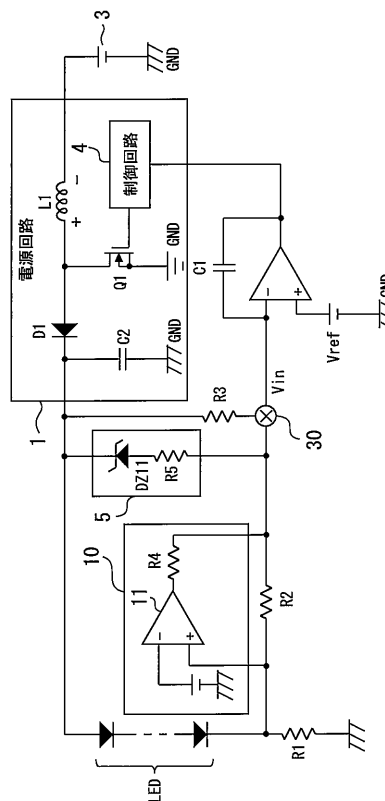 電源回路
1
L1
+
-
3
GND
4
制御回路
D1
Q1
GND
C2
GND
C1
-
+
Vref
GND
Vin
R3
30
5
DZ11
R5
10
11
-
+
R4
R2
LED
R1